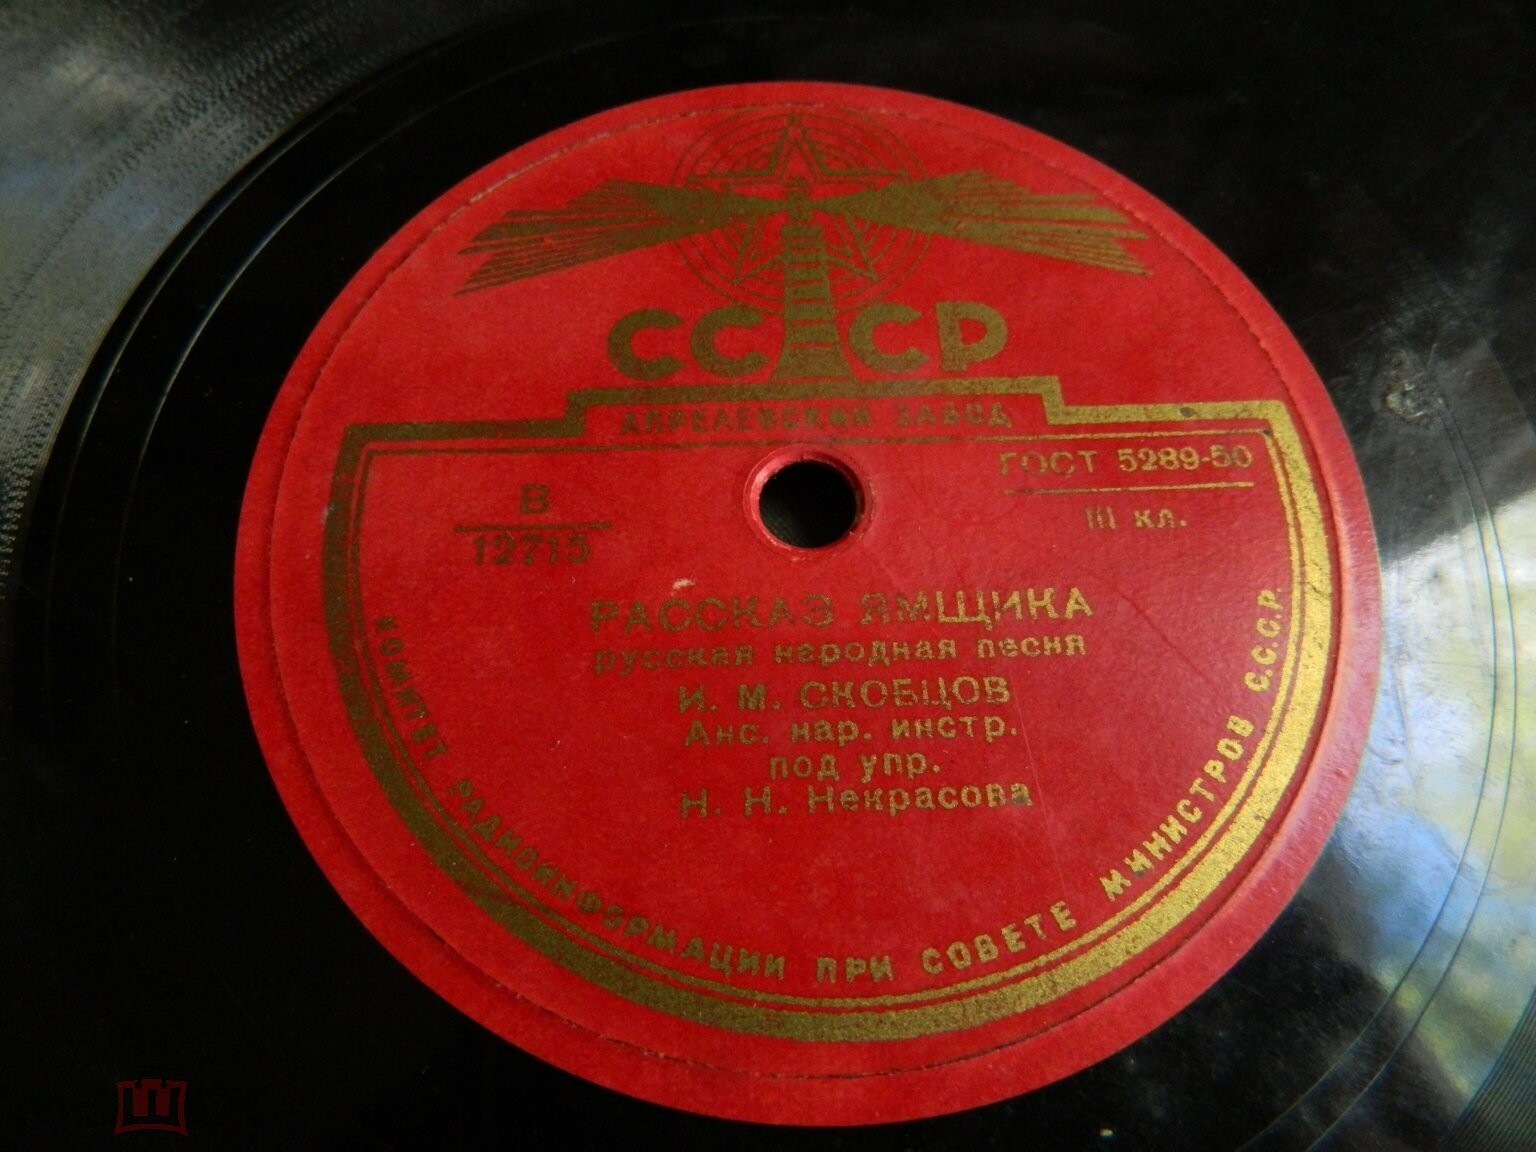 СССР
АПРЕЛЕВСКИЙ ЗАВОД
ГОСТ 5289-50
III кл.
В
12715
РАССКАЗ ЯМЩИКА
русская народная песня
И. М. СКОБЦОВ
Анс. нар. инстр.
под упр.
Н. Н. Некрасова
КОМИТЕТ РАДИОИНФОРМАЦИИ ПРИ СОВЕТЕ МИНИСТРОВ С.С.С.Р.